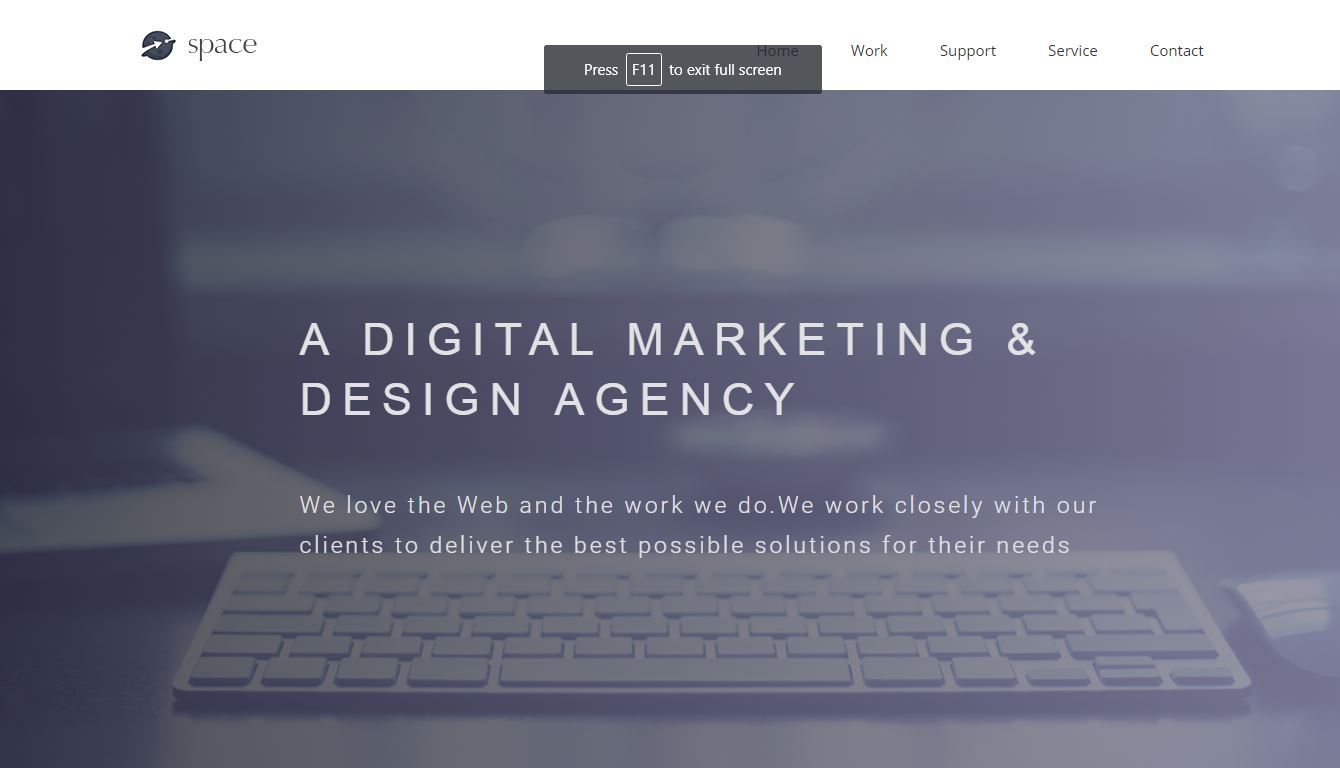 space
Home Work Support Service Contact
Press F11 to exit full screen
A DIGITAL MARKETING &
DESIGN AGENCY
We love the Web and the work we do.We work closely with our
clients to deliver the best possible solutions for their needs